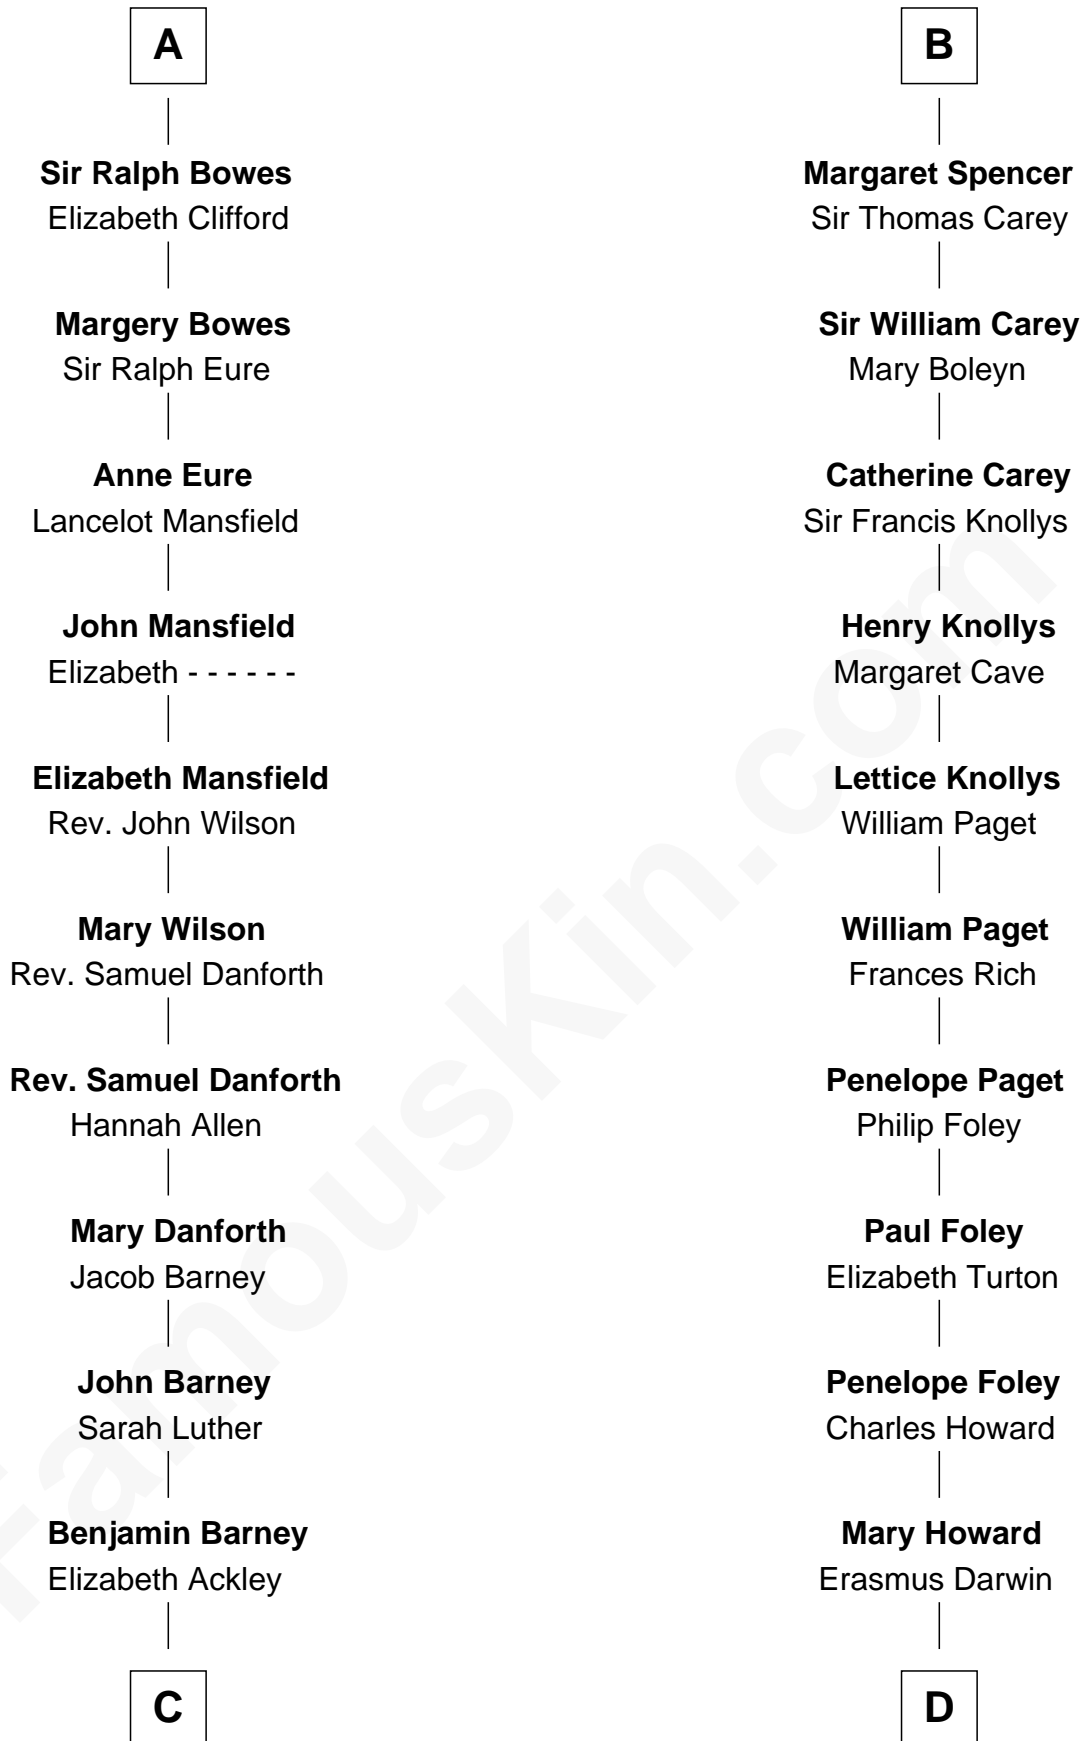 A
Sir Ralph Bowes
Elizabeth Clifford
Margery Bowes
Sir Ralph Eure
Anne Eure
Lancelot Mansfield
John Mansfield
Elizabeth - - - - - -
Elizabeth Mansfield
Rev. John Wilson
Mary Wilson
Rev. Samuel Danforth
Rev. Samuel Danforth
Hannah Allen
Mary Danforth
Jacob Barney
John Barney
Sarah Luther
Benjamin Barney
Elizabeth Ackley
C
B
Margaret Spencer
Sir Thomas Carey
Sir William Carey
Mary Boleyn
Catherine Carey
Sir Francis Knollys
Henry Knollys
Margaret Cave
Lettice Knollys
William Paget
William Paget
Frances Rich
Penelope Paget
Philip Foley
Paul Foley
Elizabeth Turton
Penelope Foley
Charles Howard
Mary Howard
Erasmus Darwin
D
FamousKin.com